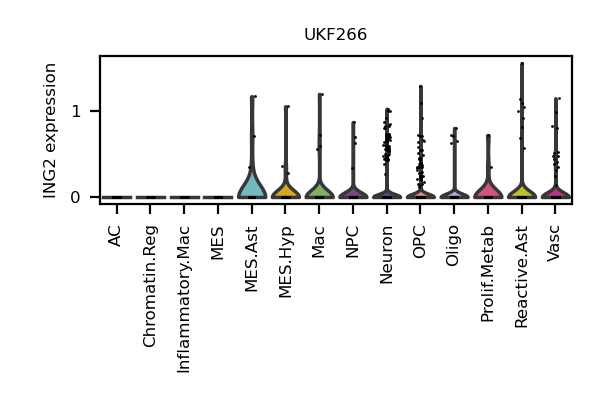 UKF266
ING2 expression
1
0
AC
Chromatin.Reg
Inflammatory.Mac
MES
MES.Ast
MES.Hyp
Mac
NPC
Neuron
OPC
Oligo
Prolif.Metab
Reactive.Ast
Vasc